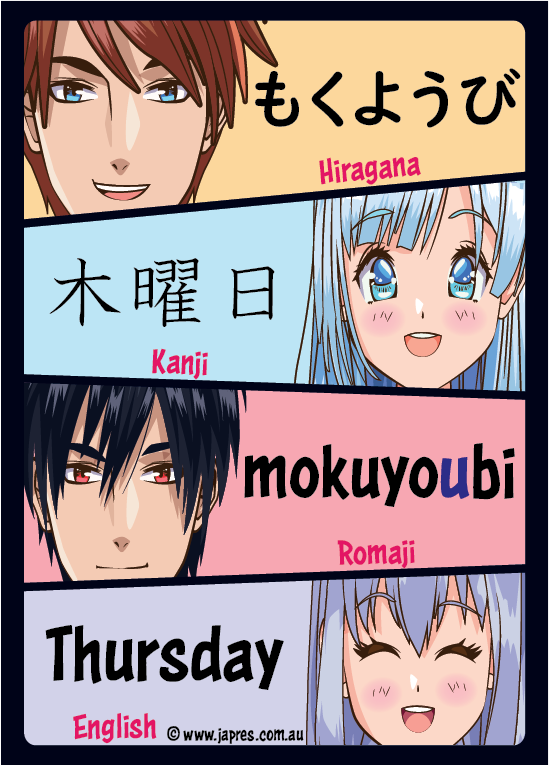 もくようび
Hiragana
木曜日
Kanji
mokuyoubi
Romaji
Thursday
English © www.japres.com.au